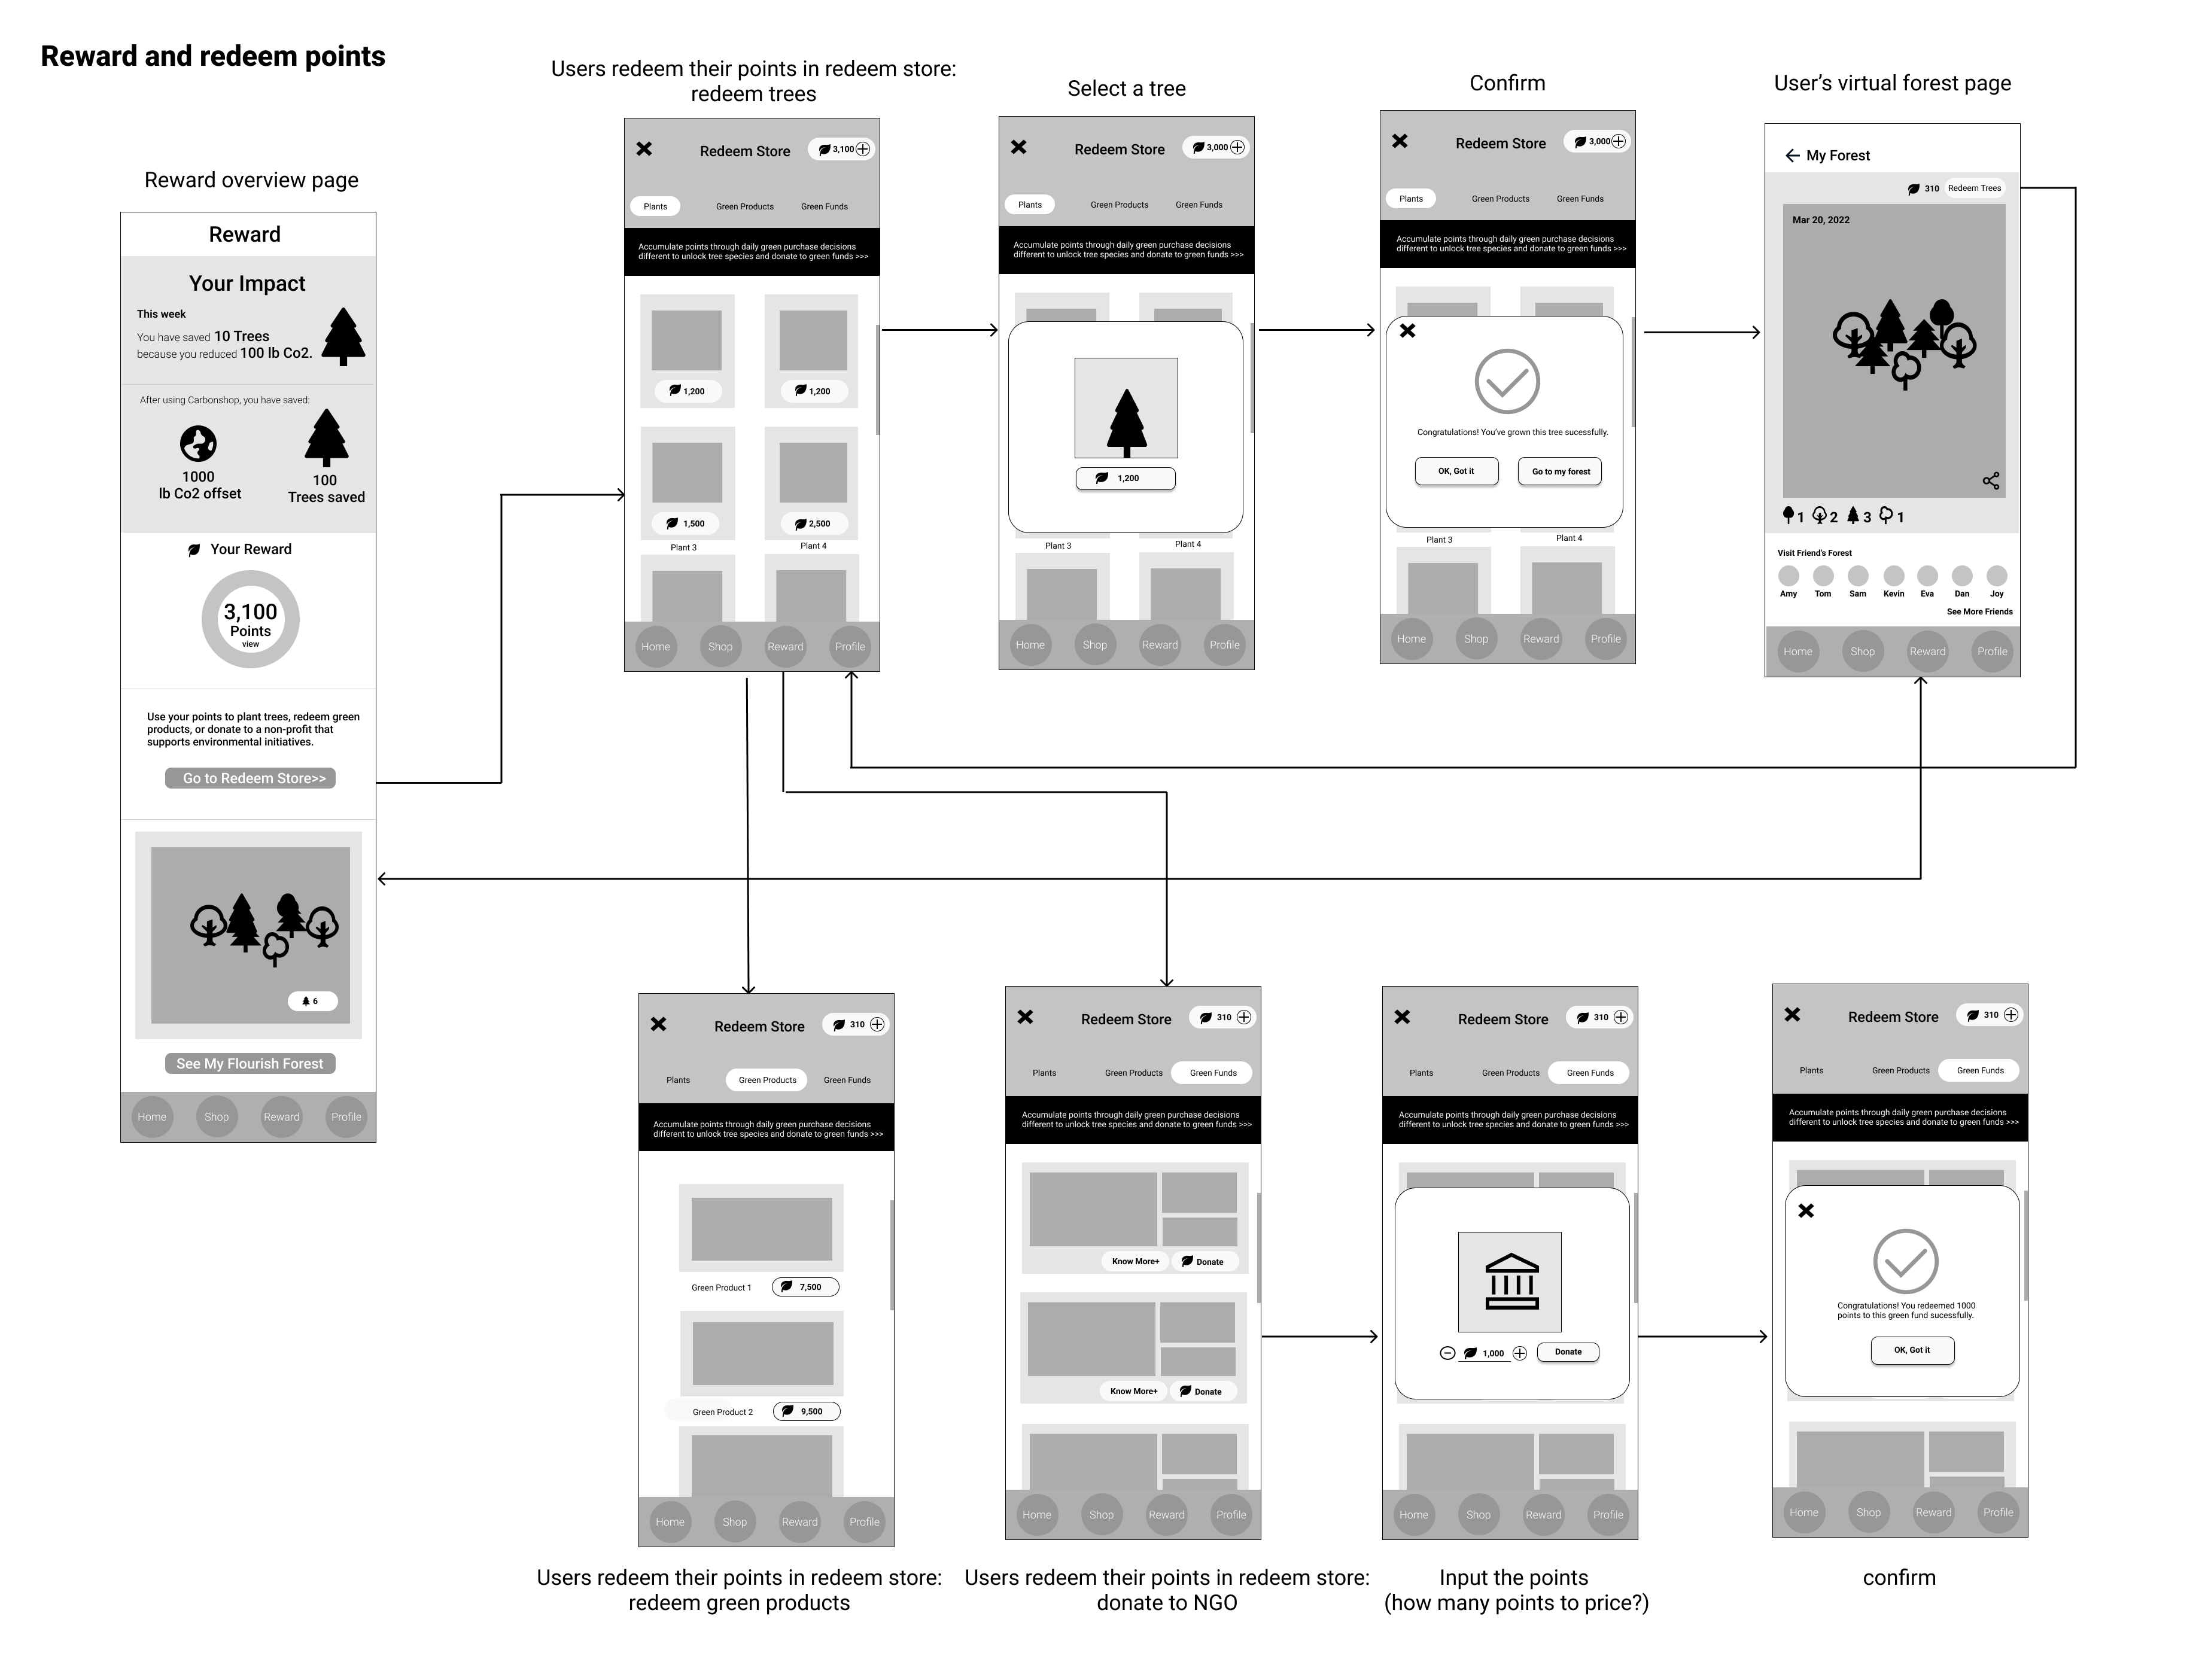 Reward and redeem points
Reward overview page
Reward
Your Impact
This week
You have saved 10 Trees
because you reduced 100 lb Co2.
After using Carbonshop, you have saved:
1000
lb Co2 offset
100
Trees saved
Your Reward
3,100
Points
view
Use your points to plant trees, redeem green
products, or donate to a non-profit that
supports environmental initiatives.
Go to Redeem Store>>
6
See My Flourish Forest
Home Shop Reward Profile
Users redeem their points in redeem store:
redeem trees
Redeem Store 3,100
Plants Green Products Green Funds
Accumulate points through daily green purchase decisions
different to unlock tree species and donate to green funds >>>
1,200 1,200
1,500 2,500
Plant 3 Plant 4
Home Shop Reward Profile
Select a tree
Redeem Store 3,000
Plants Green Products Green Funds
Accumulate points through daily green purchase decisions
different to unlock tree species and donate to green funds >>>
1,200
Plant 3 Plant 4
Home Shop Reward Profile
Confirm
Redeem Store 3,000
Plants Green Products Green Funds
Accumulate points through daily green purchase decisions
different to unlock tree species and donate to green funds >>>
Congratulations! You've grown this tree sucessfully.
OK, Got it Go to my forest
Plant 3 Plant 4
Home Shop Reward Profile
User's virtual forest page
My Forest
310 Redeem Trees
Mar 20, 2022
1 2 3 1
Visit Friend's Forest
Amy Tom Sam Kevin Eva Dan Joy
See More Friends
Home Shop Reward Profile
Redeem Store 310
Plants Green Products Green Funds
Accumulate points through daily green purchase decisions
different to unlock tree species and donate to green funds >>>
Green Product 1 7,500
Green Product 2 9,500
Home Shop Reward Profile
Users redeem their points in redeem store:
redeem green products
Redeem Store 310
Plants Green Products Green Funds
Accumulate points through daily green purchase decisions
different to unlock tree species and donate to green funds >>>
Know More+ Donate
Know More+ Donate
Home Shop Reward Profile
Users redeem their points in redeem store:
donate to NGO
Redeem Store 310
Plants Green Products Green Funds
Accumulate points through daily green purchase decisions
different to unlock tree species and donate to green funds >>>
1,000 Donate
Home Shop Reward Profile
Input the points
(how many points to price?)
Redeem Store 310
Plants Green Products Green Funds
Accumulate points through daily green purchase decisions
different to unlock tree species and donate to green funds >>>
Congratulations! You redeemed 1000
points to this green fund sucessfully.
OK, Got it
Home Shop Reward Profile
confirm